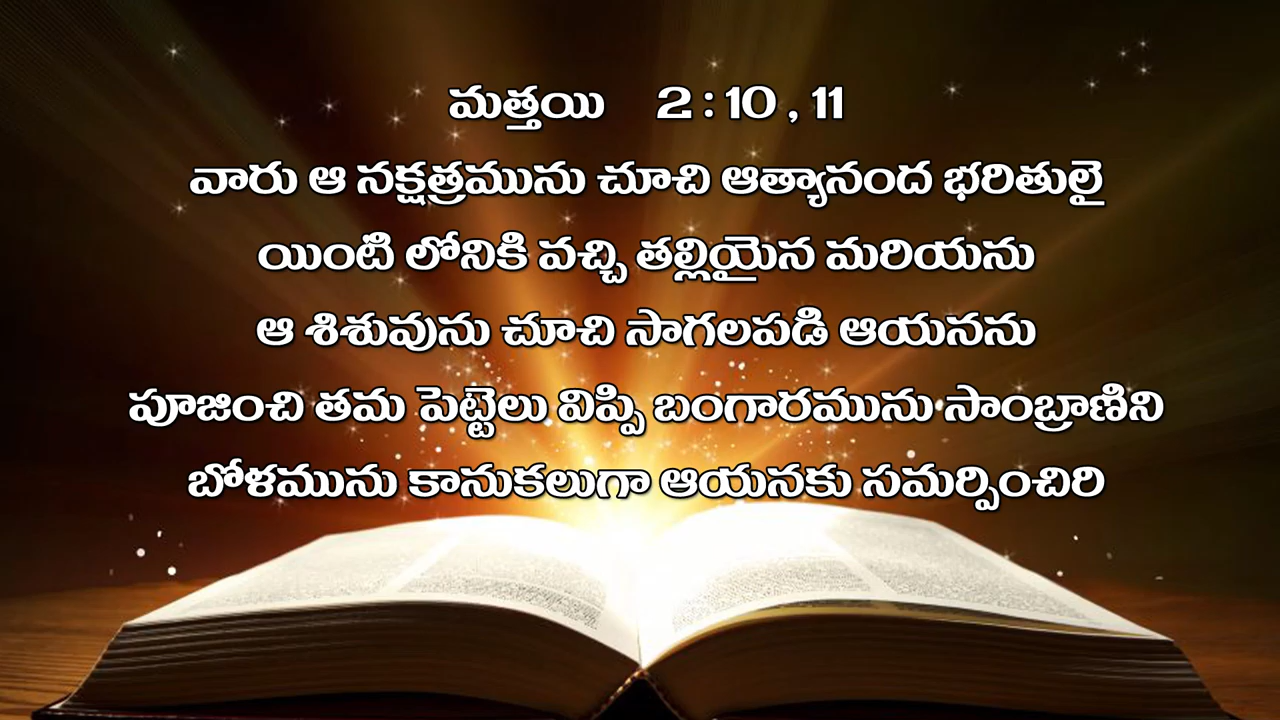 మత్తయి 2 : 10 , 11
వారు ఆ నక్షత్రమును చూచి ఆత్యానంద భరితులై
యింటి లోనికి వచ్చి తల్లియైన మరియను
ఆ శిశువును చూచి సాగలపడి ఆయనను
పూజించి తమ పెట్టెలు విప్పి బంగారమును సాంబ్రాణిని
బోళమును కానుకలుగా ఆయనకు సమర్పించిరి